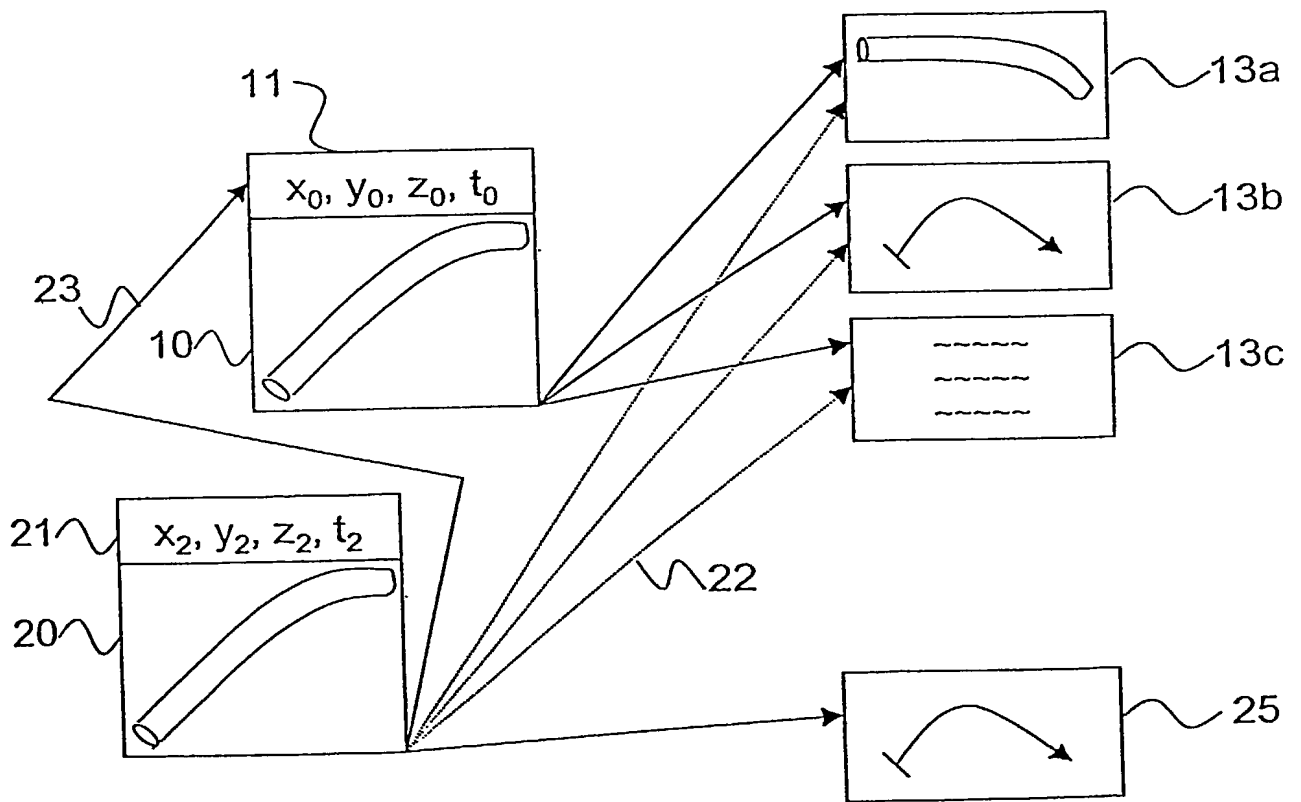 11
x₀, y₀, z₀, t₀
23
10
13a
13b
~~~~~
~~~~~
~~~~~
13c
21
x₂, y₂, z₂, t₂
20
22
25